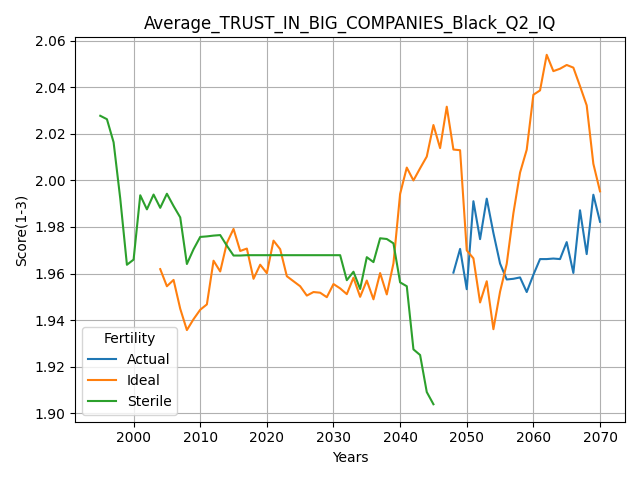 Average_TRUST_IN_BIG_COMPANIES_Black_Q2_IQ
2.06
2.04
2.02
2.00
1.98
1.96
1.94
1.92
1.90
Score(1-3)
Fertility
Actual
Ideal
Sterile
2000 2010 2020 2030 2040 2050 2060 2070
Years